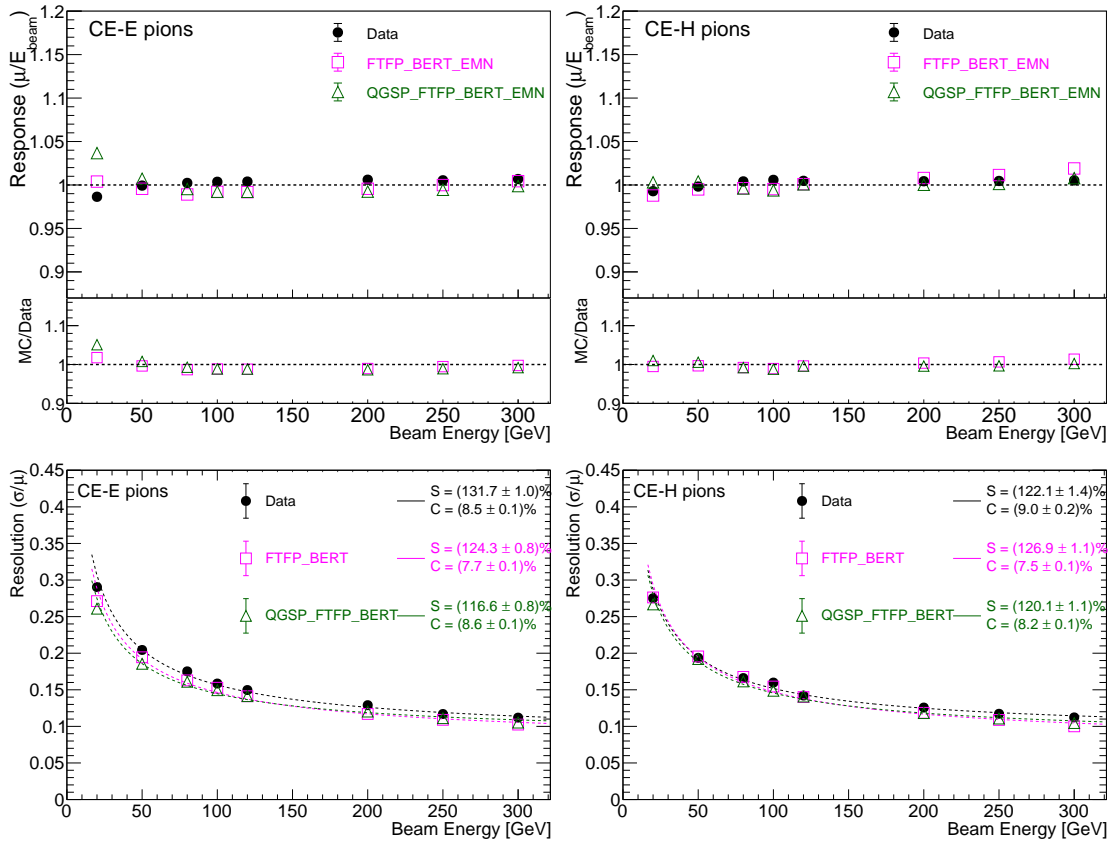 CE-E pions
Data
FTFP_BERT_EMN
QGSP_FTFP_BERT_EMN
Response (μ/E_beam)
1.2
1.15
1.1
1.05
1
0.95
0.9
MC/Data
1.1
1
0.9
0 50 100 150 200 250 300
Beam Energy [GeV]
CE-H pions
Data
FTFP_BERT_EMN
QGSP_FTFP_BERT_EMN
Response (μ/E_beam)
1.2
1.15
1.1
1.05
1
0.95
0.9
MC/Data
1.1
1
0.9
0 50 100 150 200 250 300
Beam Energy [GeV]
CE-E pions
Data
S = (131.7 ± 1.0)%
C = (8.5 ± 0.1)%
FTFP_BERT
S = (124.3 ± 0.8)%
C = (7.7 ± 0.1)%
QGSP_FTFP_BERT
S = (116.6 ± 0.8)%
C = (8.6 ± 0.1)%
Resolution (σ/μ)
0.45
0.4
0.35
0.3
0.25
0.2
0.15
0.1
0.05
0
0 50 100 150 200 250 300
Beam Energy [GeV]
CE-H pions
Data
S = (122.1 ± 1.4)%
C = (9.0 ± 0.2)%
FTFP_BERT
S = (126.9 ± 1.1)%
C = (7.5 ± 0.1)%
QGSP_FTFP_BERT
S = (120.1 ± 1.1)%
C = (8.2 ± 0.1)%
Resolution (σ/μ)
0.45
0.4
0.35
0.3
0.25
0.2
0.15
0.1
0.05
0
0 50 100 150 200 250 300
Beam Energy [GeV]